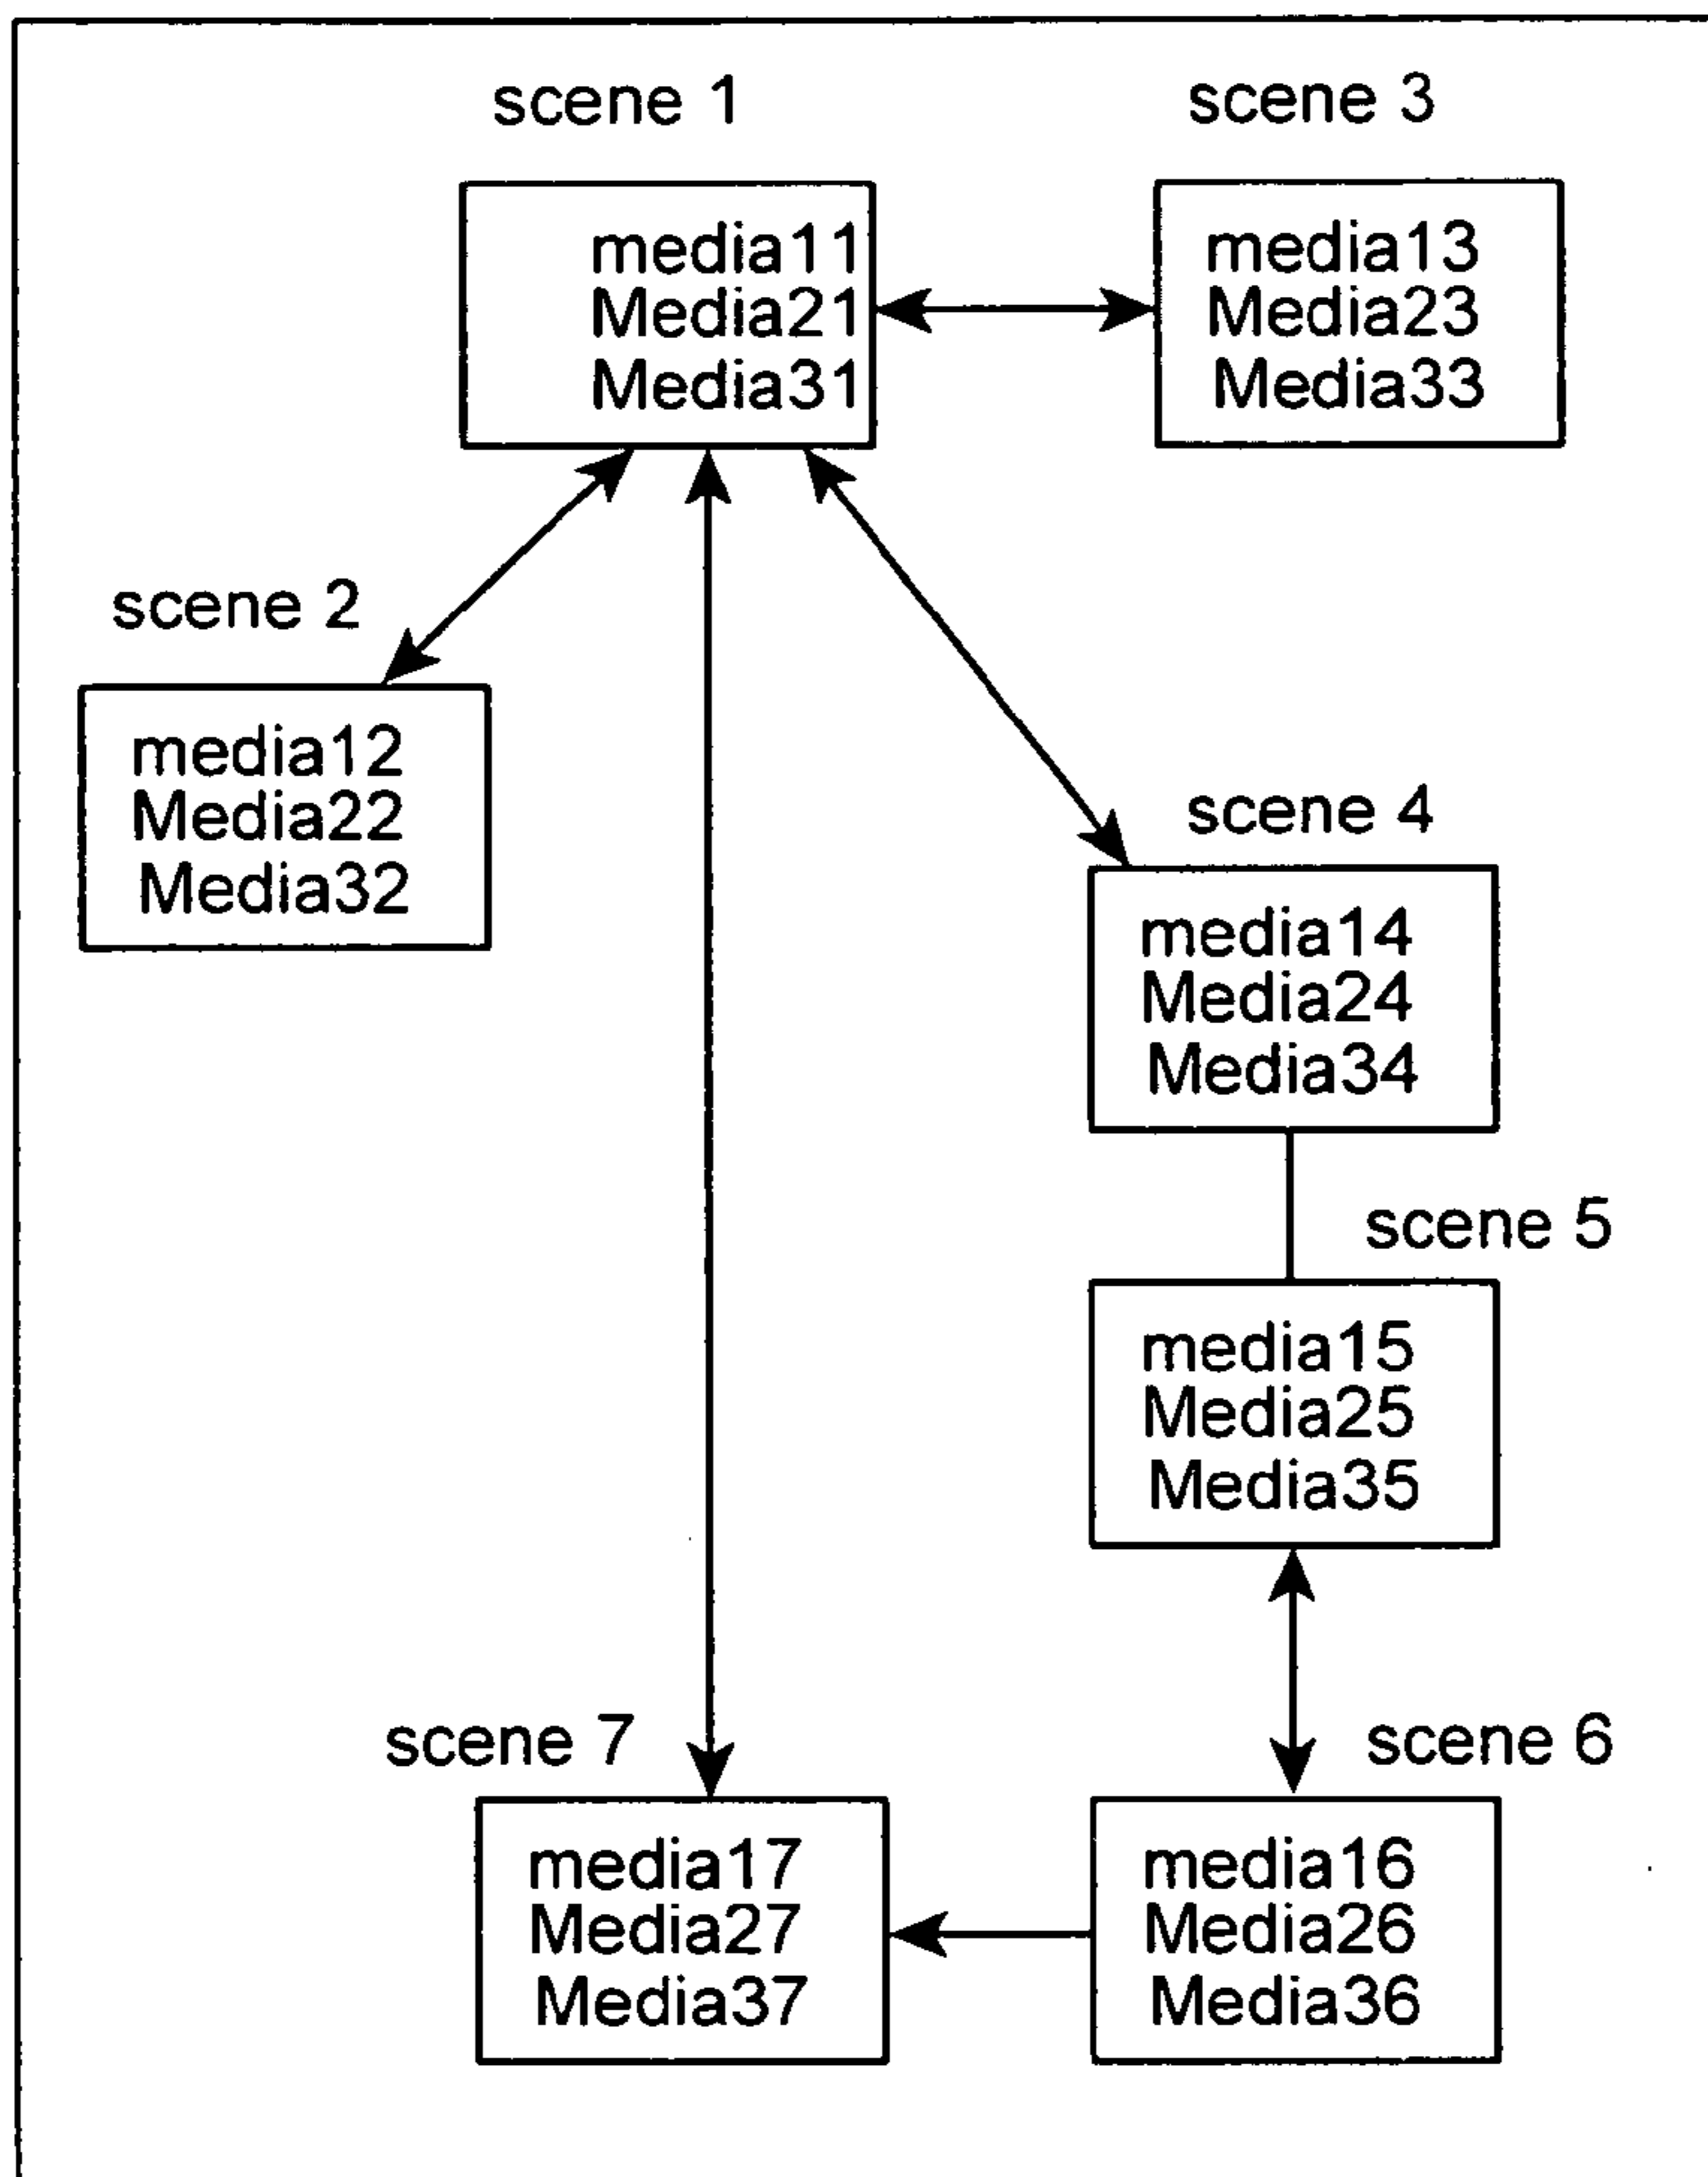 scene 1
media11
Media21
Media31
scene 3
media13
Media23
Media33
scene 2
media12
Media22
Media32
scene 4
media14
Media24
Media34
scene 5
media15
Media25
Media35
scene 7
media17
Media27
Media37
scene 6
media16
Media26
Media36